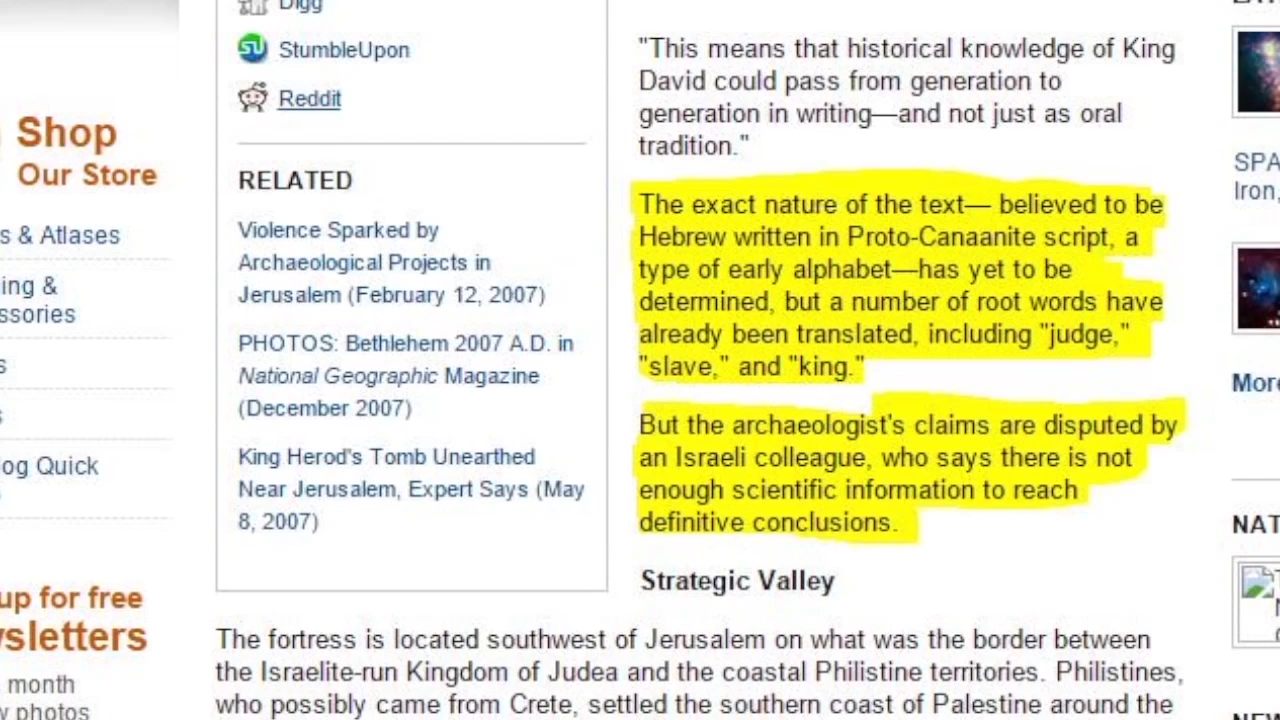 Digg
StumbleUpon
Reddit
RELATED
Violence Sparked by
Archaeological Projects in
Jerusalem (February 12, 2007)
PHOTOS: Bethlehem 2007 A.D. in
National Geographic Magazine
(December 2007)
King Herod's Tomb Unearthed
Near Jerusalem, Expert Says (May
8, 2007)
Shop
Our Store
s & Atlases
ing &
ssories
s
s
og Quick
up for free
sletters
month
photos
"This means that historical knowledge of King
David could pass from generation to
generation in writing—and not just as oral
tradition."
The exact nature of the text— believed to be
Hebrew written in Proto-Canaanite script, a
type of early alphabet—has yet to be
determined, but a number of root words have
already been translated, including "judge,"
"slave," and "king."
But the archaeologist's claims are disputed by
an Israeli colleague, who says there is not
enough scientific information to reach
definitive conclusions.
Strategic Valley
The fortress is located southwest of Jerusalem on what was the border between
the Israelite-run Kingdom of Judea and the coastal Philistine territories. Philistines,
who possibly came from Crete, settled the southern coast of Palestine around the
SPA
Iron,
More
NAT